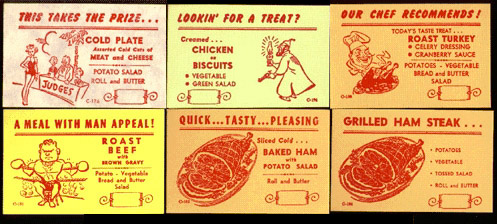 THIS TAKES THE PRIZE...
COLD PLATE
Assorted Cold Cuts of
MEAT and CHEESE
POTATO SALAD
ROLL and BUTTER
JUDGES
C-176
LOOKIN' FOR A TREAT?
Creamed...
CHICKEN
on
BISCUITS
• VEGETABLE
• GREEN SALAD
OUR CHEF RECOMMENDS!
TODAY'S TASTE TREAT...
ROAST TURKEY
• CELERY DRESSING
• CRANBERRY SAUCE
POTATOES - VEGETABLE
BREAD and BUTTER
SALAD
A MEAL WITH MAN APPEAL!
ROAST
BEEF
with
BROWN GRAVY
Potato - Vegetable
Bread and Butter
Salad
QUICK...TASTY...PLEASING
Sliced Cold...
BAKED HAM
with
POTATO SALAD
Roll and Butter
GRILLED HAM STEAK...
• POTATOES
• VEGETABLE
• TOSSED SALAD
• ROLL and BUTTER